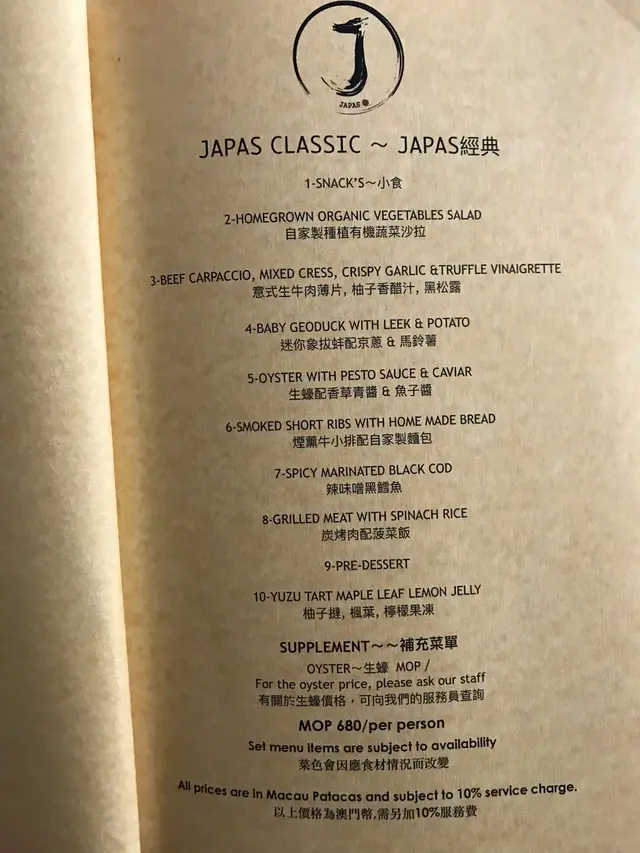 J
JAPAS
JAPAS CLASSIC ～ JAPAS經典
1-SNACK'S～小食
2-HOMEGROWN ORGANIC VEGETABLES SALAD
自家製種植有機蔬菜沙拉
3-BEEF CARPACCIO, MIXED CRESS, CRISPY GARLIC &TRUFFLE VINAIGRETTE
意式生牛肉薄片, 柚子香醋汁, 黑松露
4-BABY GEODUCK WITH LEEK & POTATO
迷你象拔蚌配京蔥 & 馬鈴薯
5-OYSTER WITH PESTO SAUCE & CAVIAR
生蠔配香草青醬 & 魚子醬
6-SMOKED SHORT RIBS WITH HOME MADE BREAD
煙薰牛小排配自家製麵包
7-SPICY MARINATED BLACK COD
辣味噌黑鱈魚
8-GRILLED MEAT WITH SPINACH RICE
炭烤肉配菠菜飯
9-PRE-DESSERT
10-YUZU TART MAPLE LEAF LEMON JELLY
柚子撻, 楓葉, 檸檬果凍
SUPPLEMENT～～補充菜單
OYSTER～生蠔 MOP /
For the oyster price, please ask our staff
有關於生蠔價格，可向我們的服務員查詢
MOP 680/per person
Set menu items are subject to availability
菜色會因應食材情況而改變
All prices are in Macau Patacas and subject to 10% service charge.
以上價格為澳門幣,需另加10%服務費